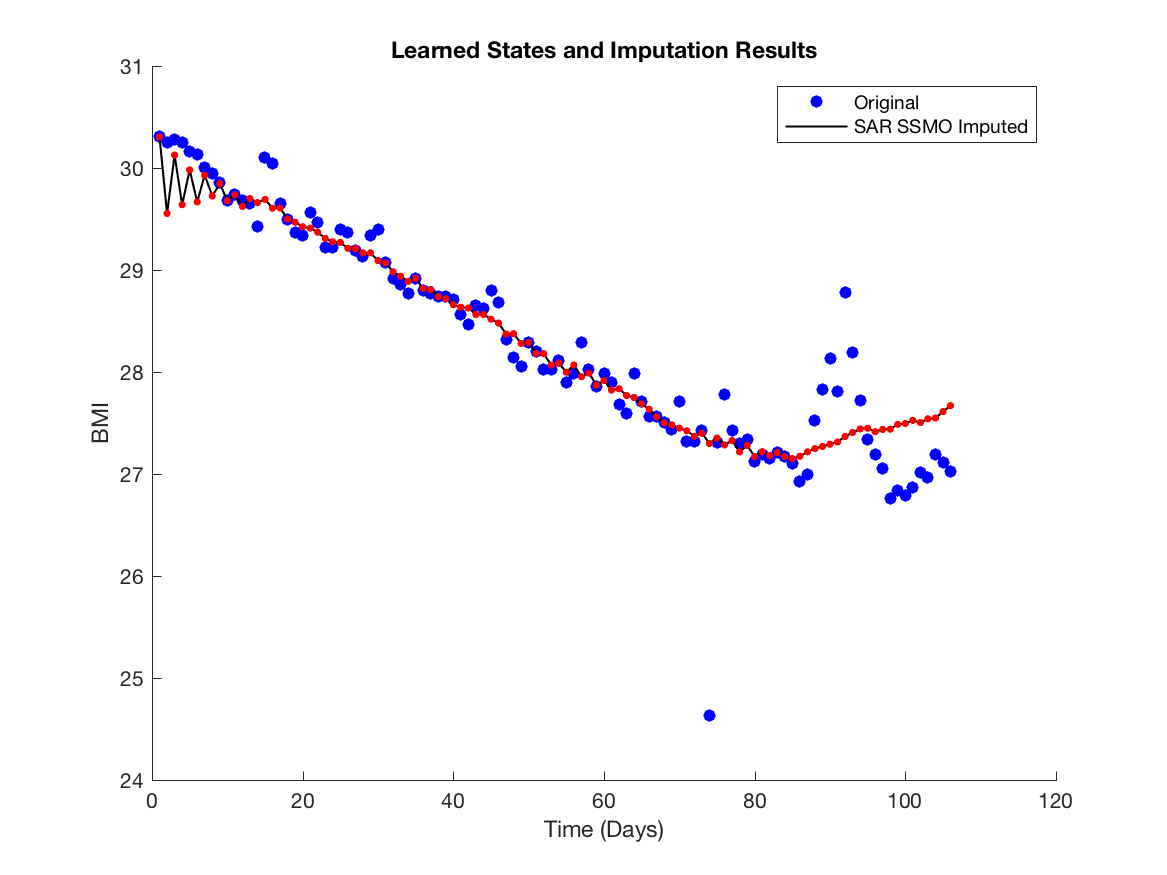 Learned States and Imputation Results
31
30
29
28
27
26
25
24
BMI
Original
SAR SSMO Imputed
0 20 40 60 80 100 120
Time (Days)